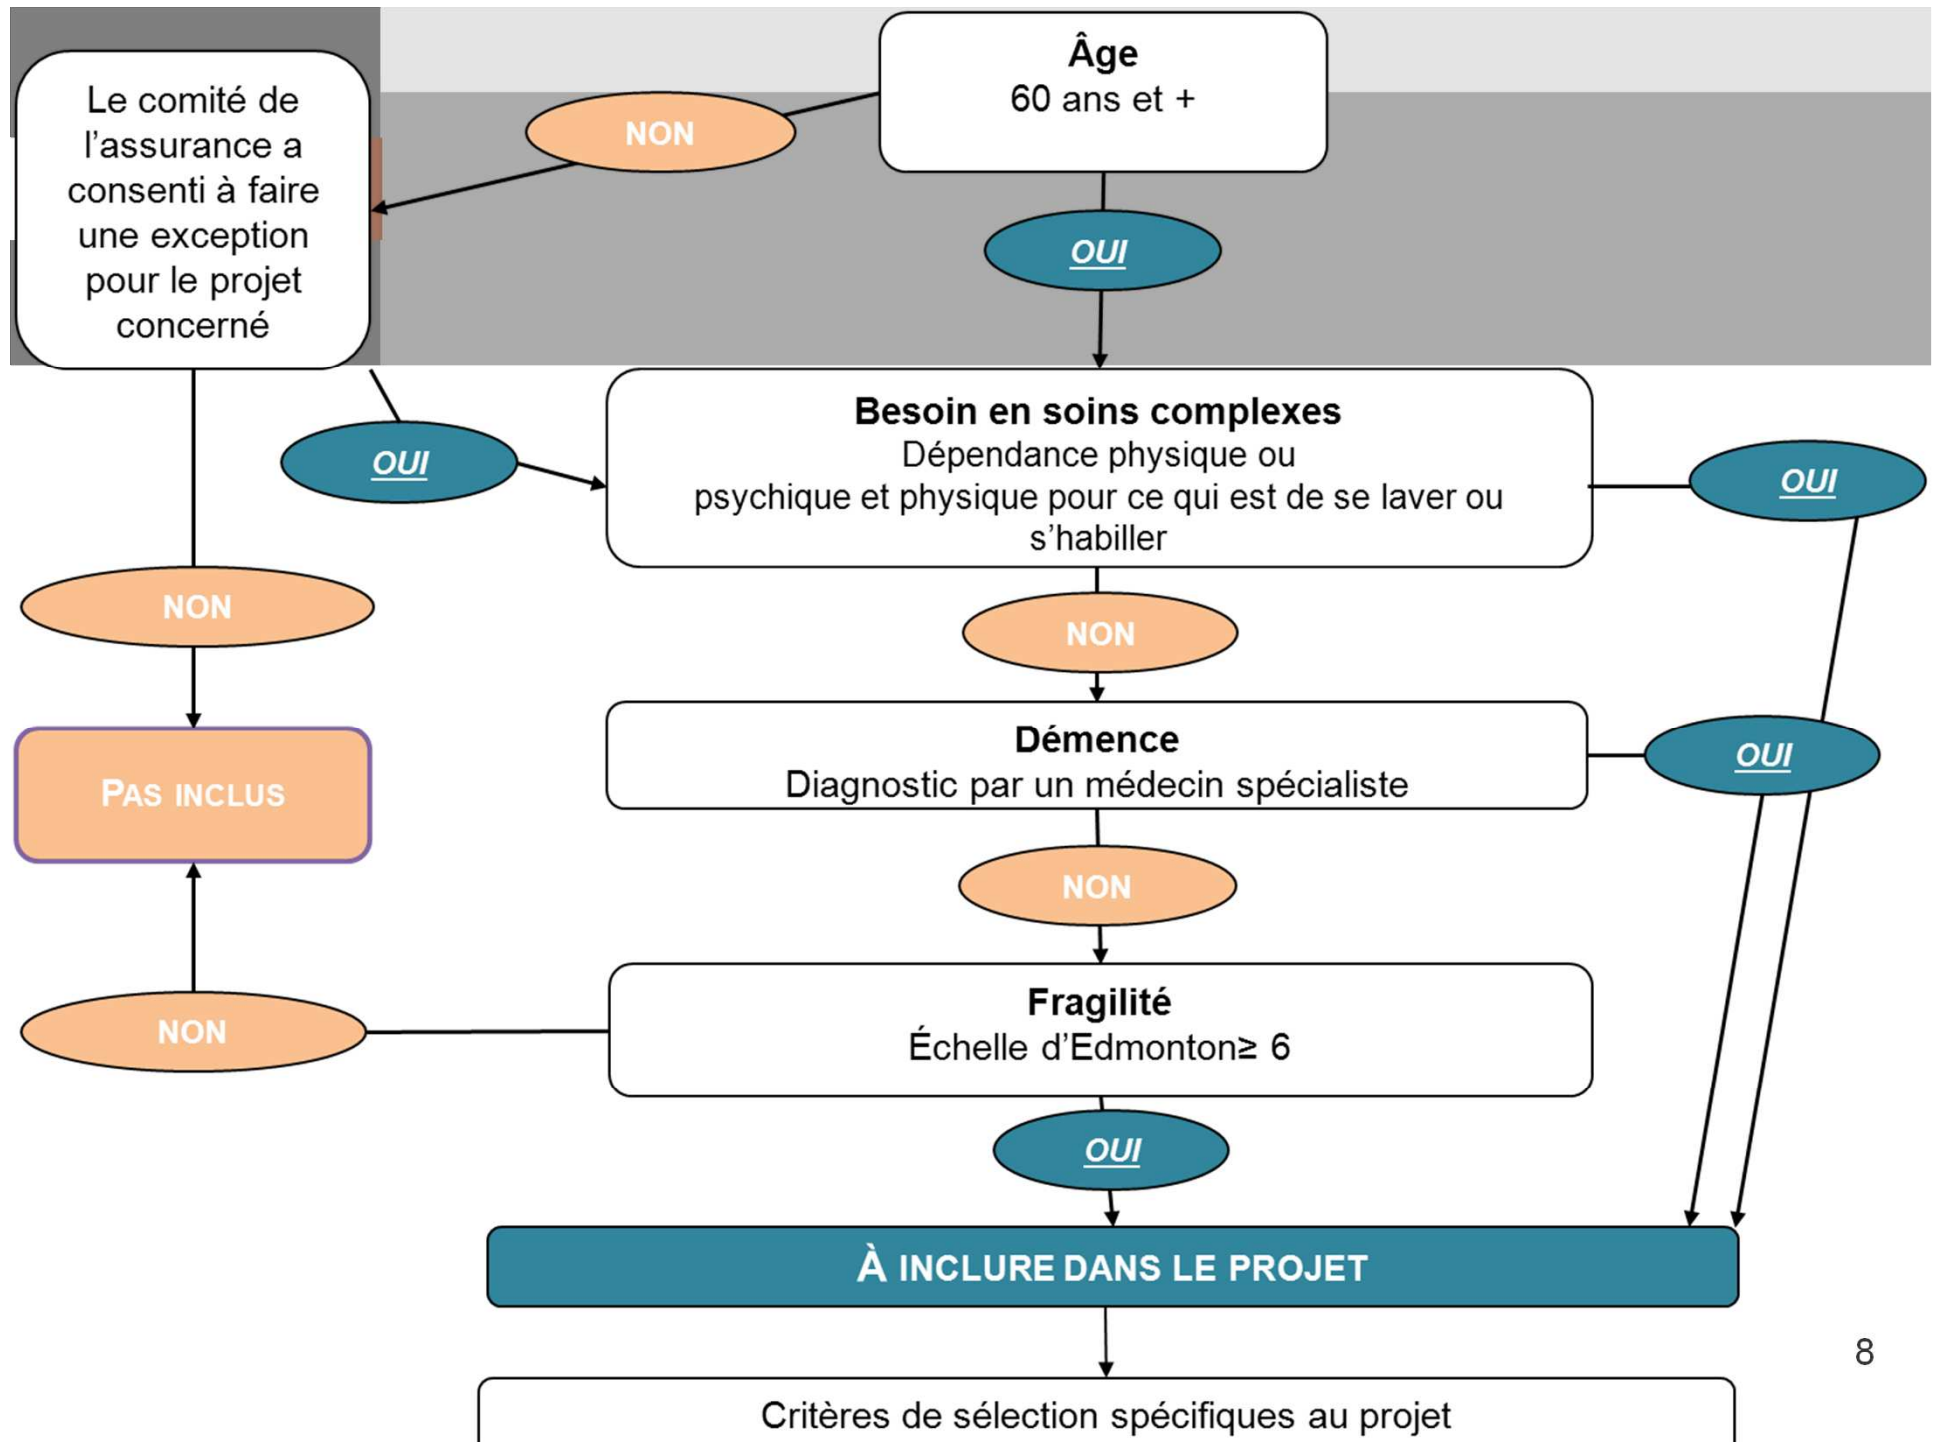 Âge
60 ans et +
NON
Le comité de
l’assurance a
consenti à faire
une exception
pour le projet
concerné
OUI
Besoin en soins complexes
Dépendance physique ou
psychique et physique pour ce qui est de se laver ou
s’habiller
OUI
OUI
NON
NON
Démence
Diagnostic par un médecin spécialiste
OUI
PAS INCLUS
NON
Fragilité
Échelle d’Edmonton≥ 6
NON
OUI
À INCLURE DANS LE PROJET
8
Critères de sélection spécifiques au projet